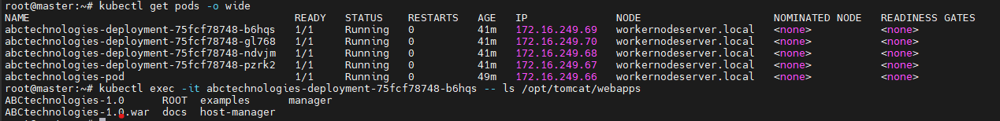 root@master:~# kubectl get pods -o wide
NAME READY STATUS RESTARTS AGE IP NODE NOMINATED NODE READINESS GATES
abctechnologies-deployment-75fcf78748-b6hqs 1/1 Running 0 41m 172.16.249.69 workernodeserver.local <none> <none>
abctechnologies-deployment-75fcf78748-gl768 1/1 Running 0 41m 172.16.249.70 workernodeserver.local <none> <none>
abctechnologies-deployment-75fcf78748-ndvjm 1/1 Running 0 41m 172.16.249.68 workernodeserver.local <none> <none>
abctechnologies-deployment-75fcf78748-pzrk2 1/1 Running 0 41m 172.16.249.67 workernodeserver.local <none> <none>
abctechnologies-pod 1/1 Running 0 49m 172.16.249.66 workernodeserver.local <none> <none>
root@master:~# kubectl exec -it abctechnologies-deployment-75fcf78748-b6hqs -- ls /opt/tomcat/webapps
ABCtechnologies-1.0 ROOT examples manager
ABCtechnologies-1.0.war docs host-manager